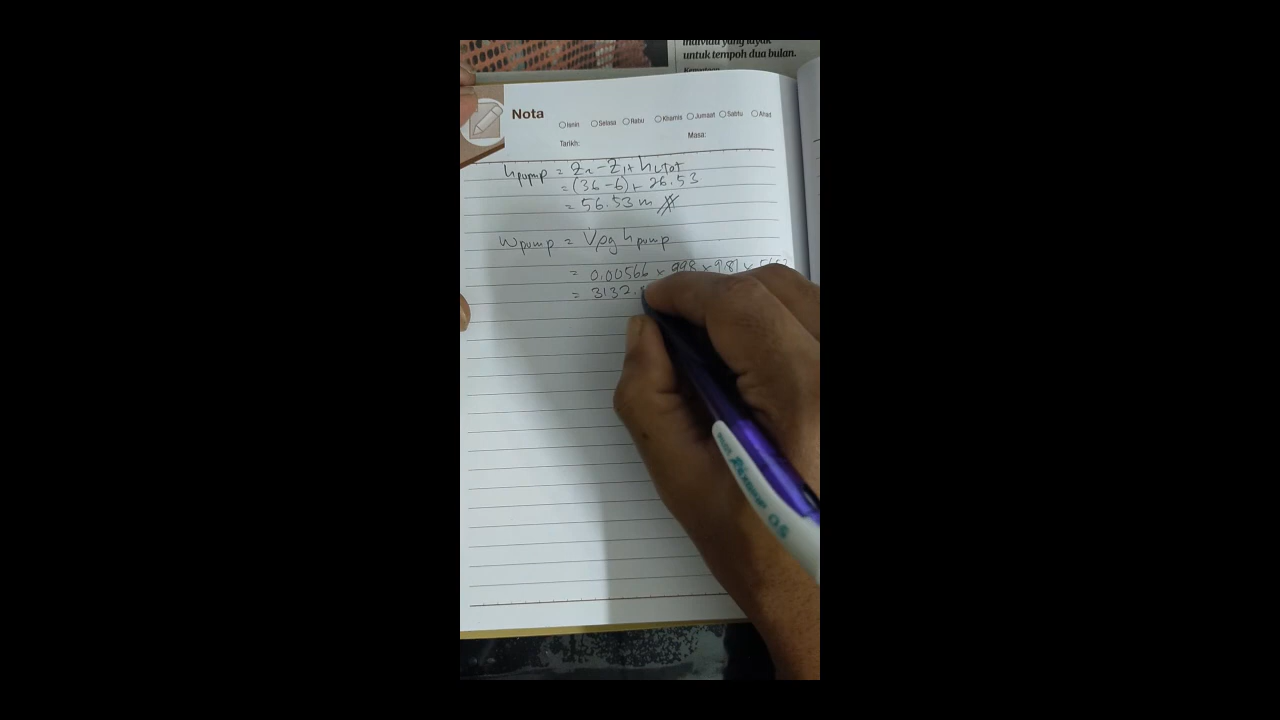 untuk tempoh dua bulan.
Nota
Isnin Selasa Rabu Khamis Jumaat Sabtu Ahad
Tarikh: Masa:
hpump = Z2 - Z1 + hLtot
= (36 - 6) + 26.53
= 56.53 m
Wpump = V̇ρg hpump
= 0.00566 × 998 × 9.81 ×
= 3132.